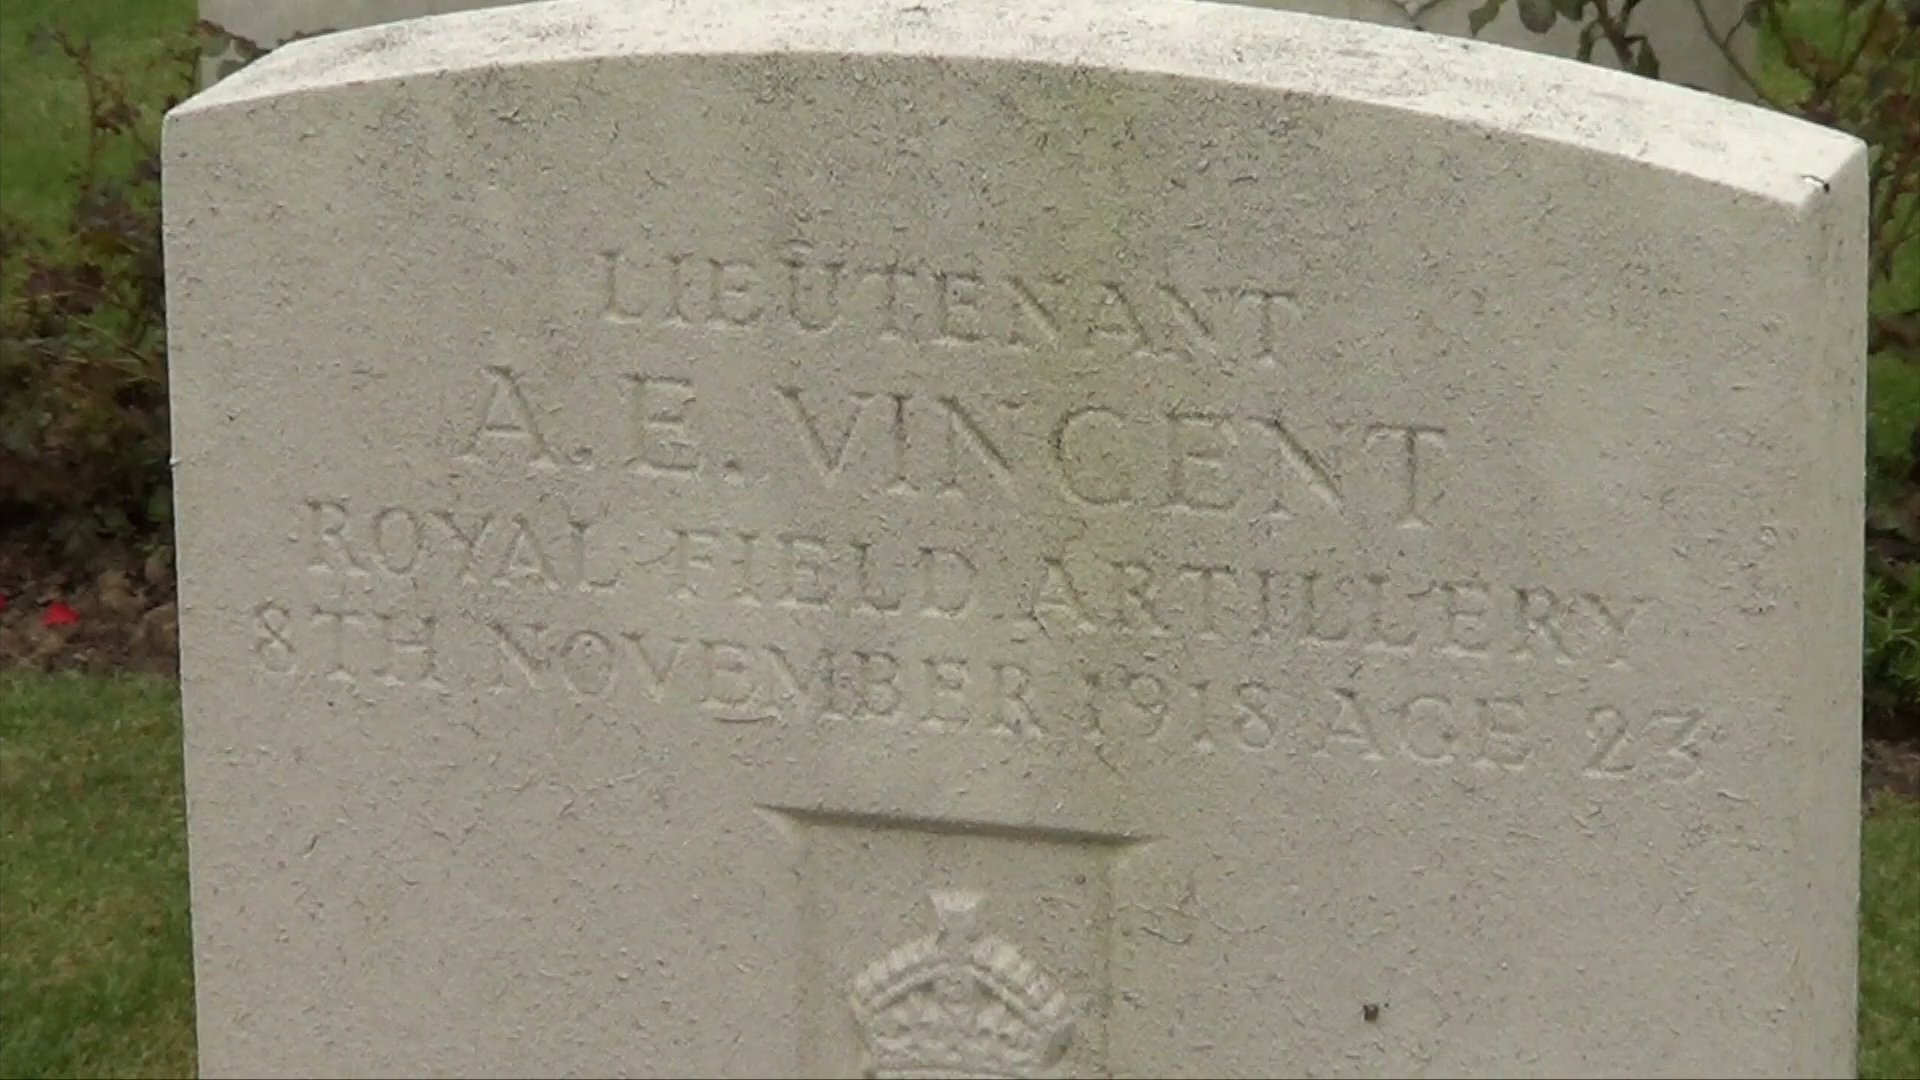 LIEUTENANT
A. E. VINCENT
ROYAL FIELD ARTILLERY
8TH NOVEMBER 1918 AGE 23